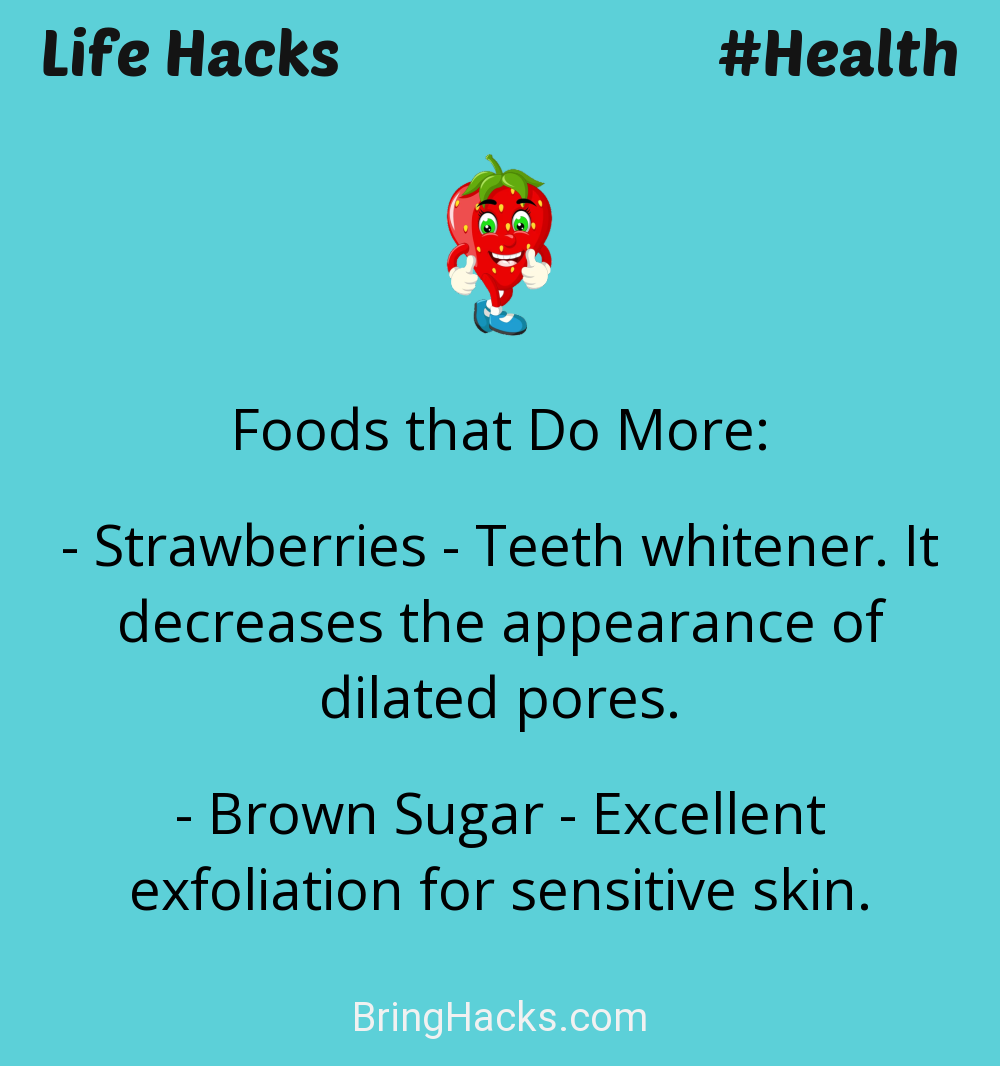 Life Hacks #Health
Foods that Do More:
- Strawberries - Teeth whitener. It
decreases the appearance of
dilated pores.
- Brown Sugar - Excellent
exfoliation for sensitive skin.
BringHacks.com